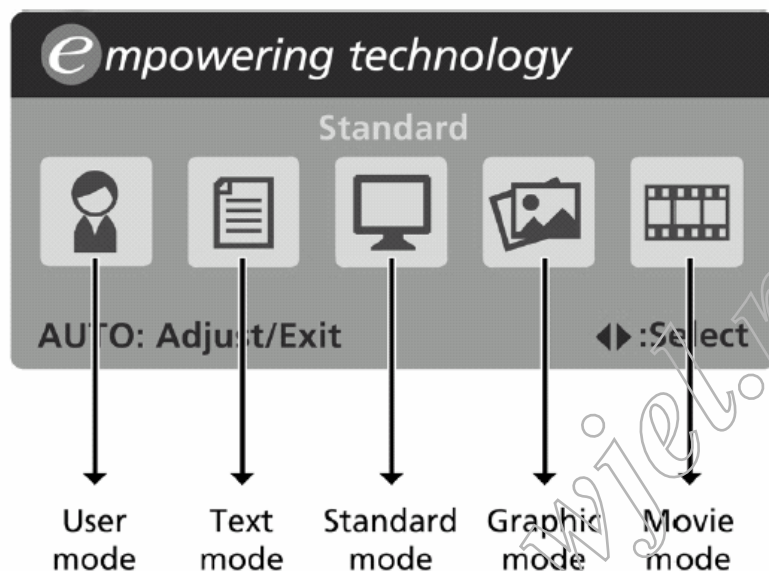 empowering technology
Standard
AUTO: Adjust/Exit :Select
User mode
Text mode
Standard mode
Graphic mode
Movie mode